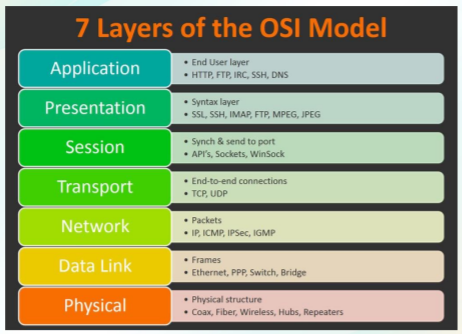 7 Layers of the OSI Model
Application
• End User layer
• HTTP, FTP, IRC, SSH, DNS
Presentation
• Syntax layer
• SSL, SSH, IMAP, FTP, MPEG, JPEG
Session
• Synch & send to port
• API's, Sockets, WinSock
Transport
• End-to-end connections
• TCP, UDP
Network
• Packets
• IP, ICMP, IPSec, IGMP
Data Link
• Frames
• Ethernet, PPP, Switch, Bridge
Physical
• Physical structure
• Coax, Fiber, Wireless, Hubs, Repeaters